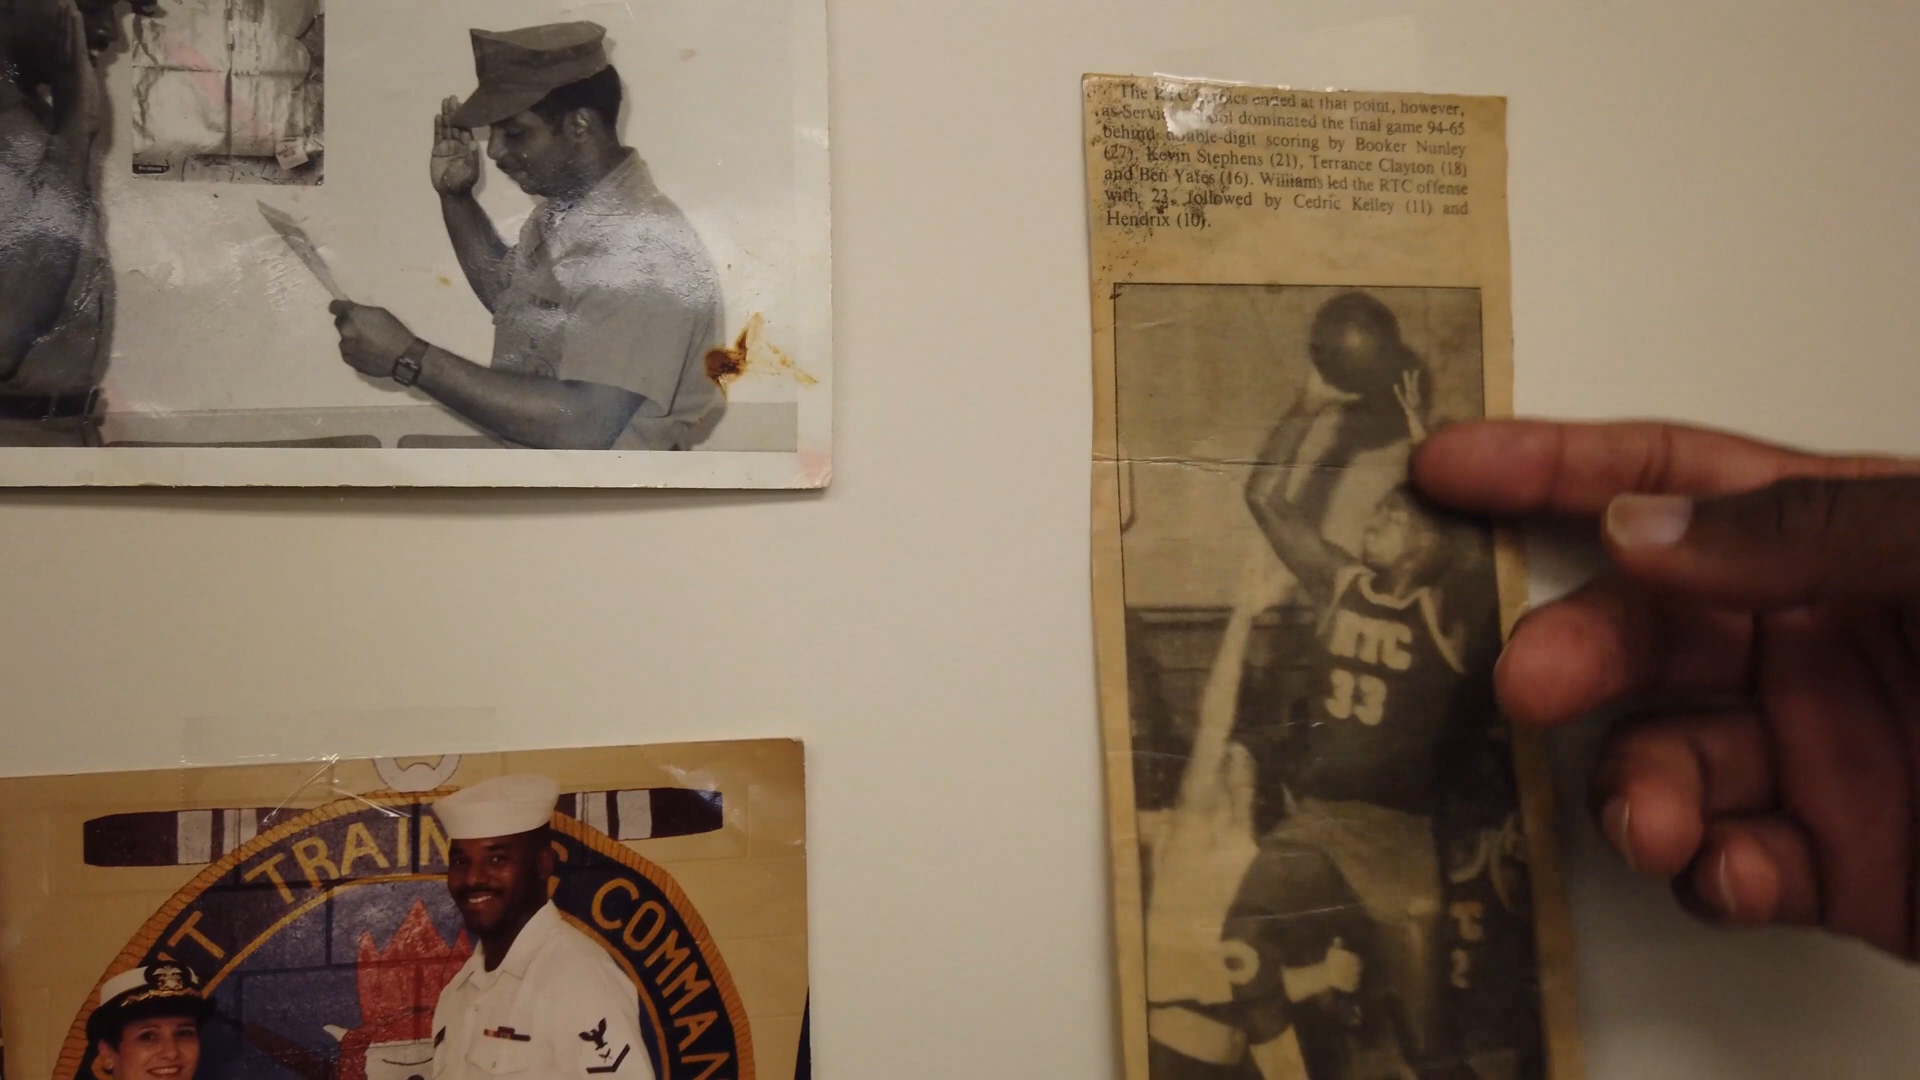 The RTC heroics ended at that point, however,
as Service School dominated the final game 94-65
behind double-digit scoring by Booker Nunley
(27), Kevin Stephens (21), Terrance Clayton (18)
and Ben Yates (16). Williams led the RTC offense
with 23, followed by Cedric Kelley (11) and
Hendrix (10).
RTC
33
TRAIN
COMMAN